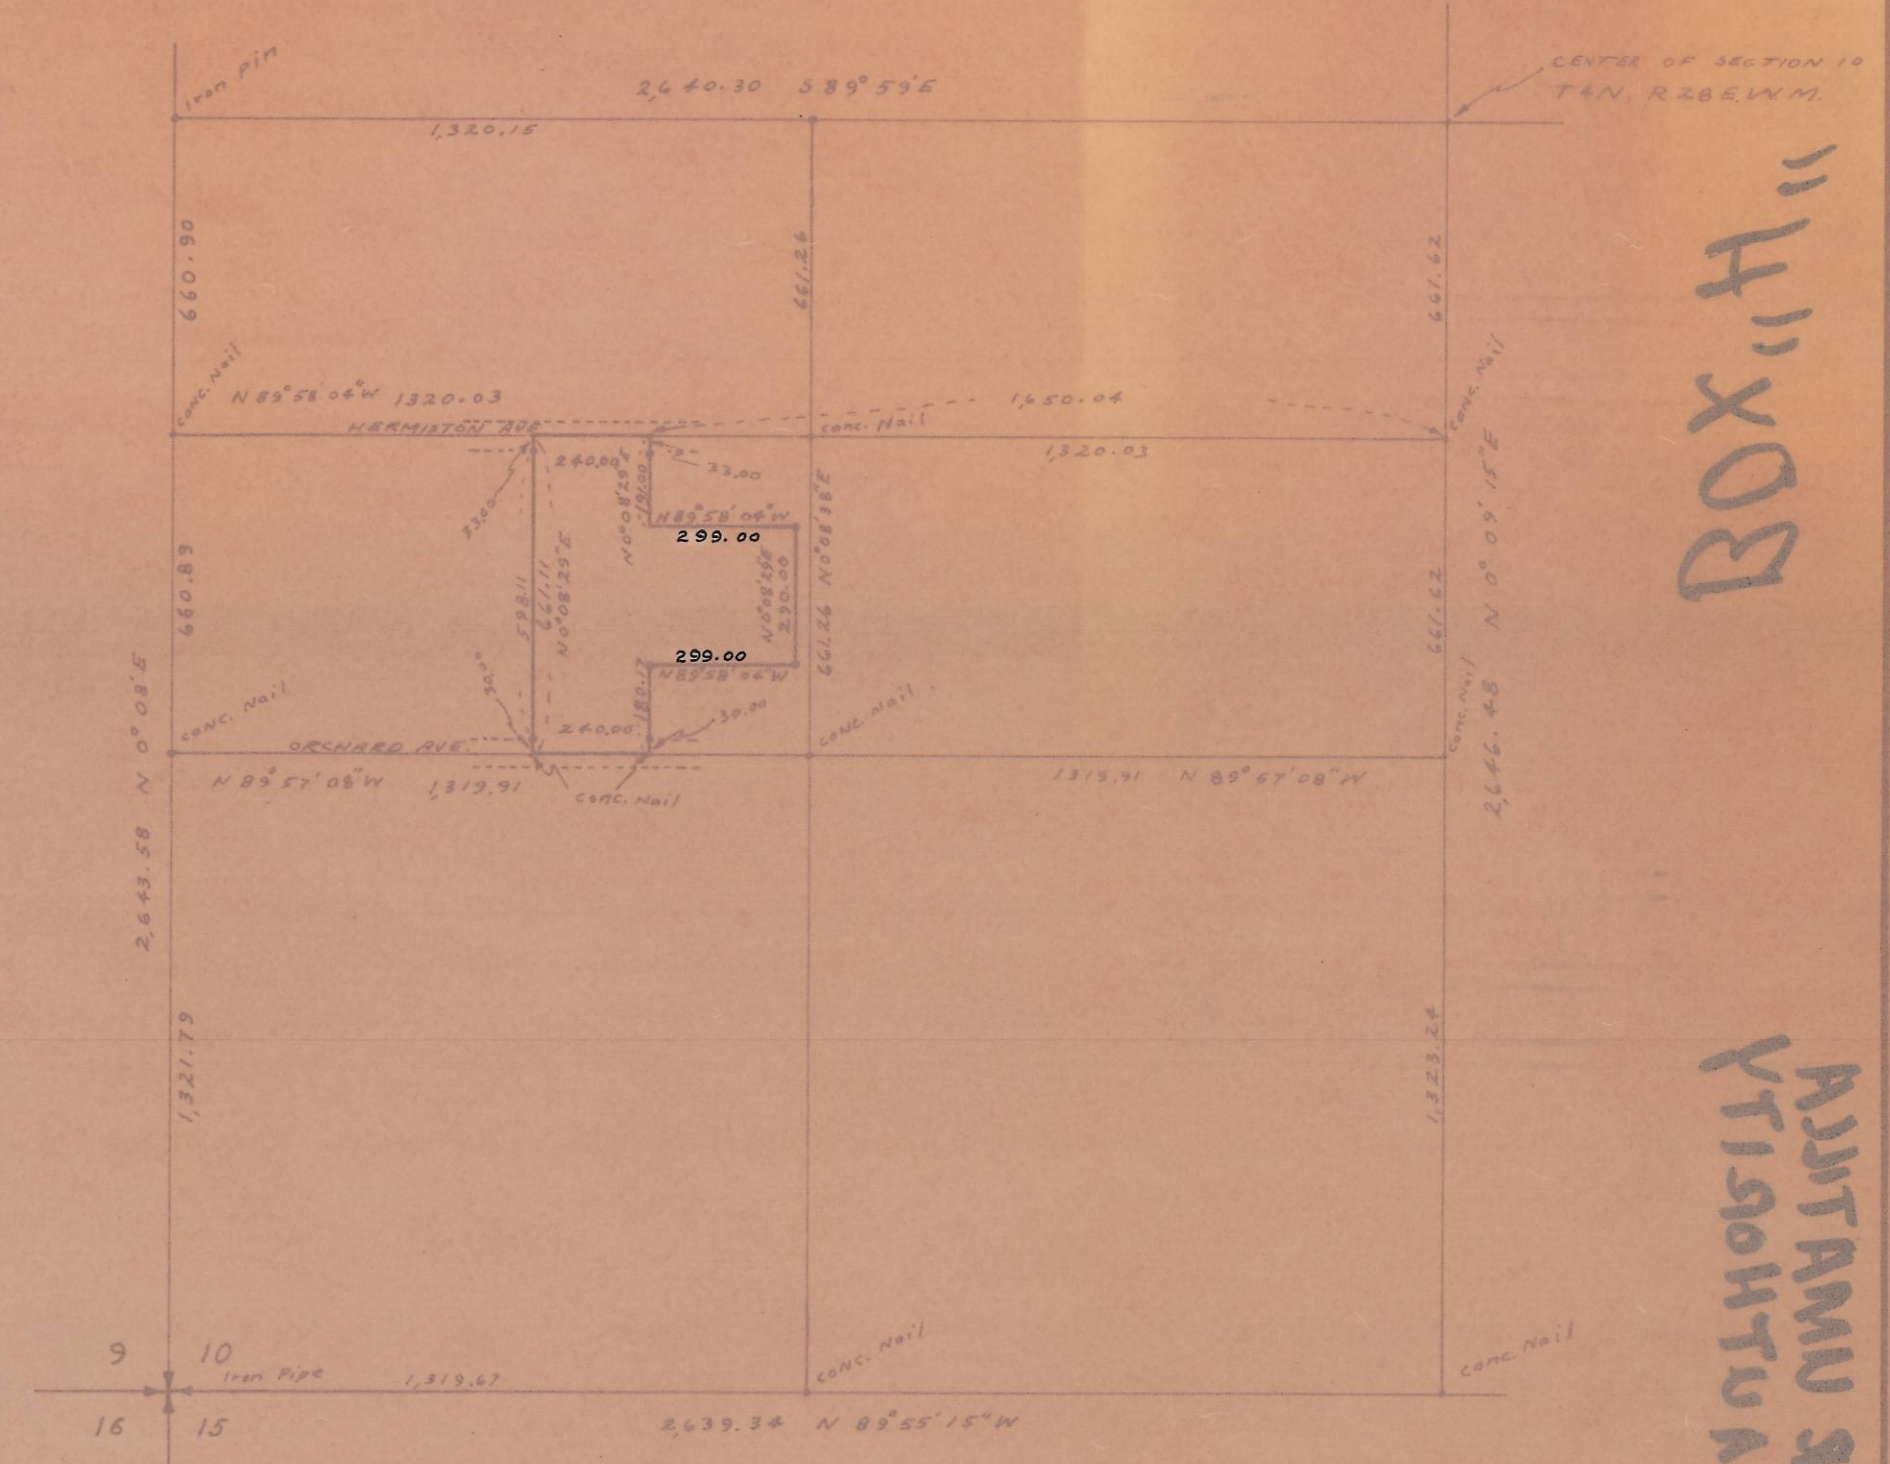 Iron Pin
2,640.30 S 89° 59' E
CENTER OF SECTION 10
T4N, R28E.W.M.
1,320.15
660.90
661.26
661.62
BOX "H"
Conc. Nail
N 89° 58' 04" W 1320.03
1,650.04
Conc. Nail
HERMISTON AVE
Conc. Nail
1,320.03
240.00
33.00
33.00
N 0° 08' 29" E
191.00
N 89° 58' 04" W
299.00
660.89
598.11
661.11
N 0° 08' 29" E
N 0° 08' 29" E
290.00
661.26 N 0° 08' 38" E
661.62
2,646.48 N 0° 09' 15" E
299.00
N 89° 58' 04" W
30.00
240.00
30.00
Conc. Nail
Conc. Nail
Conc. Nail
ORCHARD AVE.
N 89° 57' 08" W 1,319.91
Conc. Nail
1319.91 N 89° 57' 08" W
2,643.58 N 0° 08' E
1,321.79
1,323.24
UMATILLA
AUTHORITY
9 10
Iron Pipe
1,319.67
Conc. Nail
Conc. Nail
16 15
2,639.34 N 89° 55' 15" W